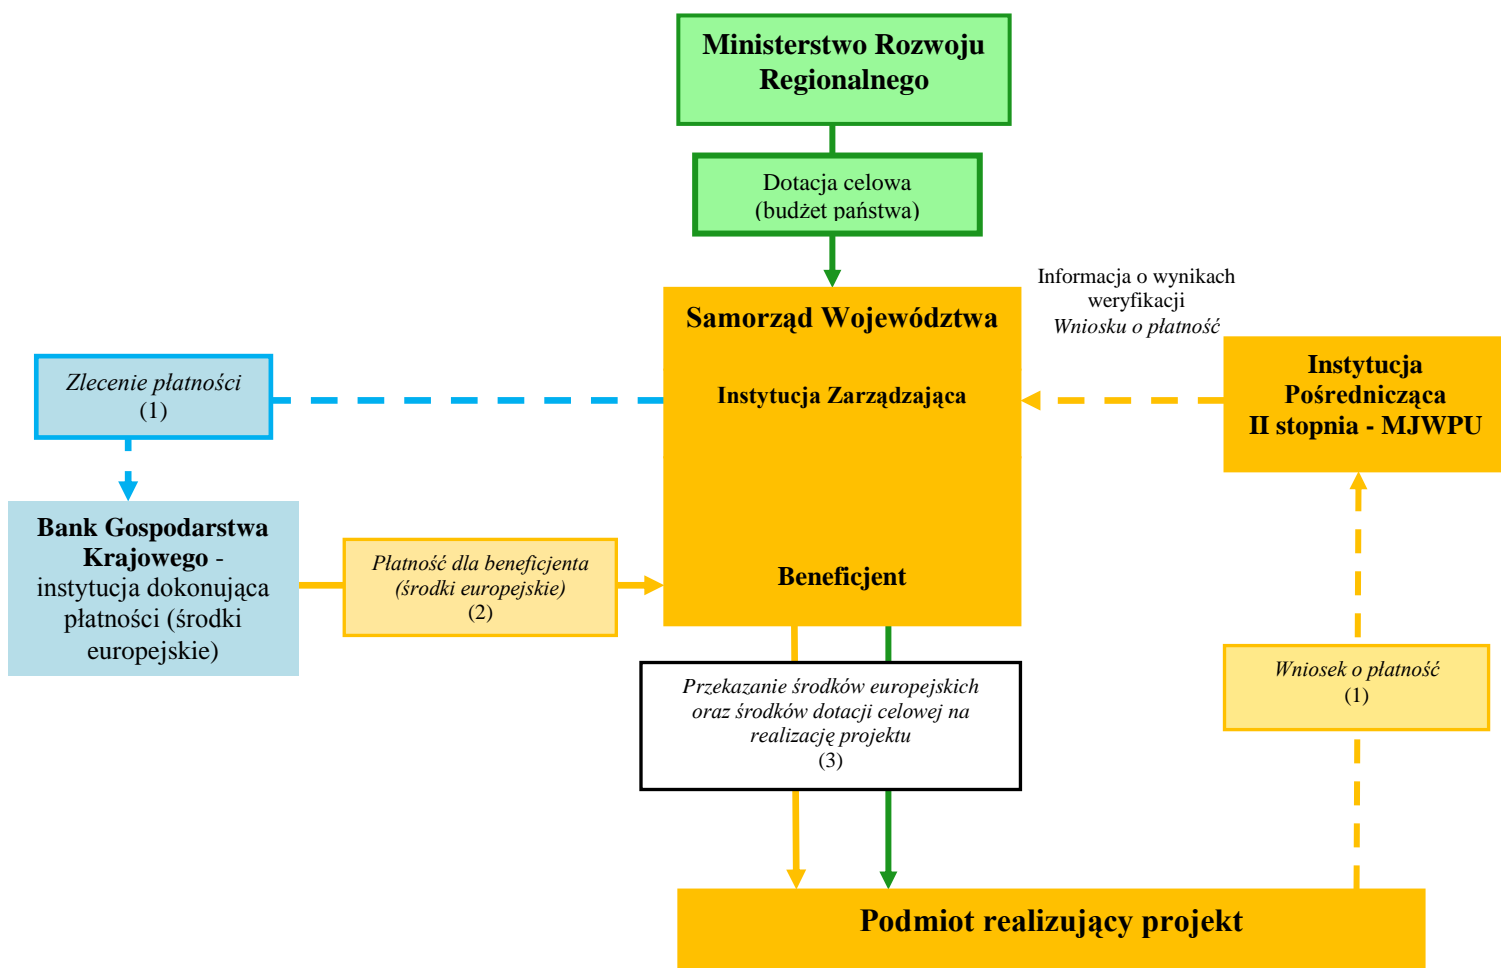 Ministerstwo Rozwoju
Regionalnego
Dotacja celowa
(budżet państwa)
Informacja o wynikach
weryfikacji
Wniosku o płatność
Samorząd Województwa
Instytucja Zarządzająca
Beneficjent
Zlecenie płatności
(1)
Instytucja
Pośrednicząca
II stopnia - MJWPU
Bank Gospodarstwa
Krajowego -
instytucja dokonująca
płatności (środki
europejskie)
Płatność dla beneficjenta
(środki europejskie)
(2)
Przekazanie środków europejskich
oraz środków dotacji celowej na
realizację projektu
(3)
Wniosek o płatność
(1)
Podmiot realizujący projekt